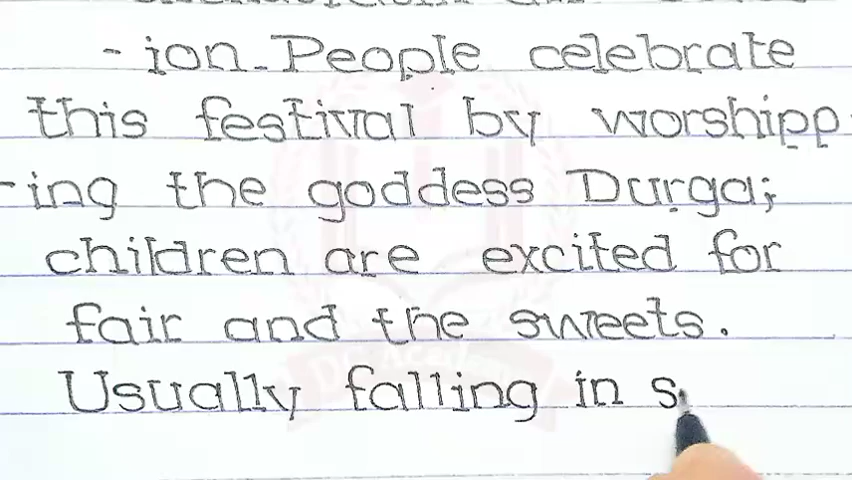 -ion. People celebrate
this festival by worshipp-
-ing the goddess Durga;
children are excited for
fair and the sweets.
Usually falling in s